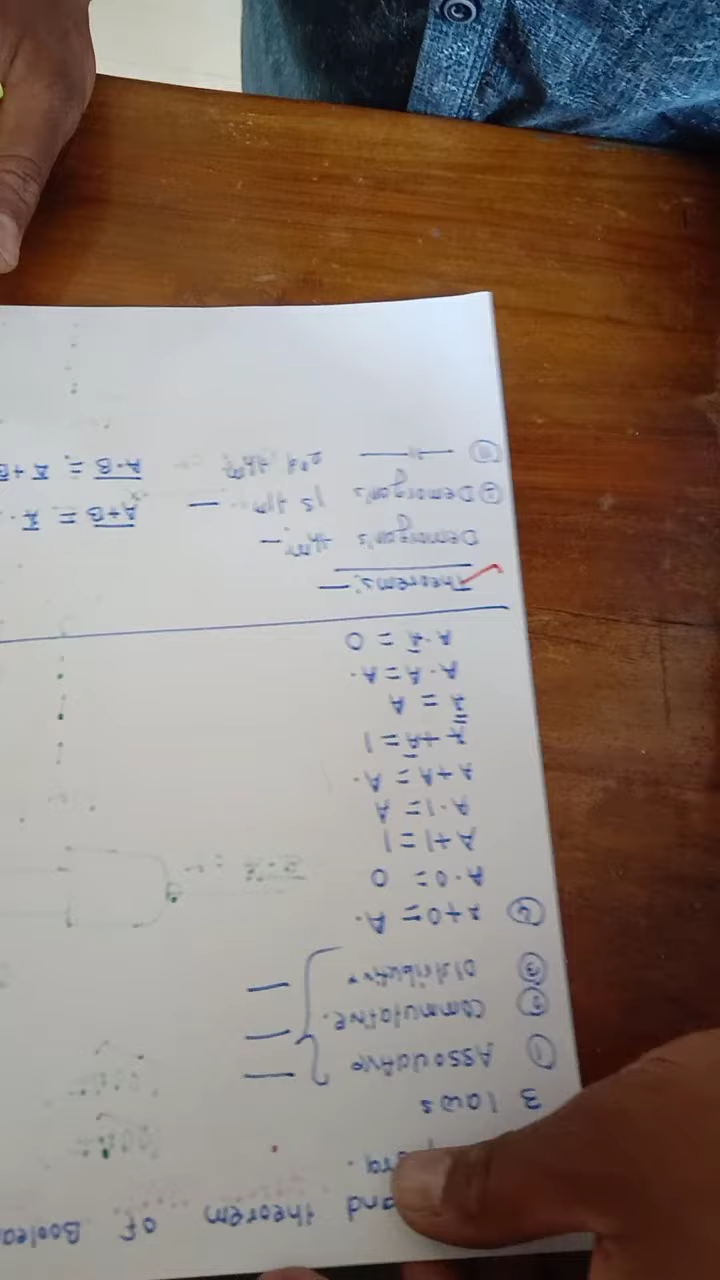 and theorem of Boolea
3 laws
① Associative
② Commutative.
③ Distributive
④ A+0= A.
A·0= 0
A+1=1
A·1= A
A+A= A.
A+A̅=1
A̿ = A
A·A=A.
A·A̅ = 0
Theorems:—
Demorgan's thm:—
① Demorgan's 1st thm: — A̅+̅B̅ = A̅.
② —〃— 2nd thm A̅·̅B̅ = A̅+B